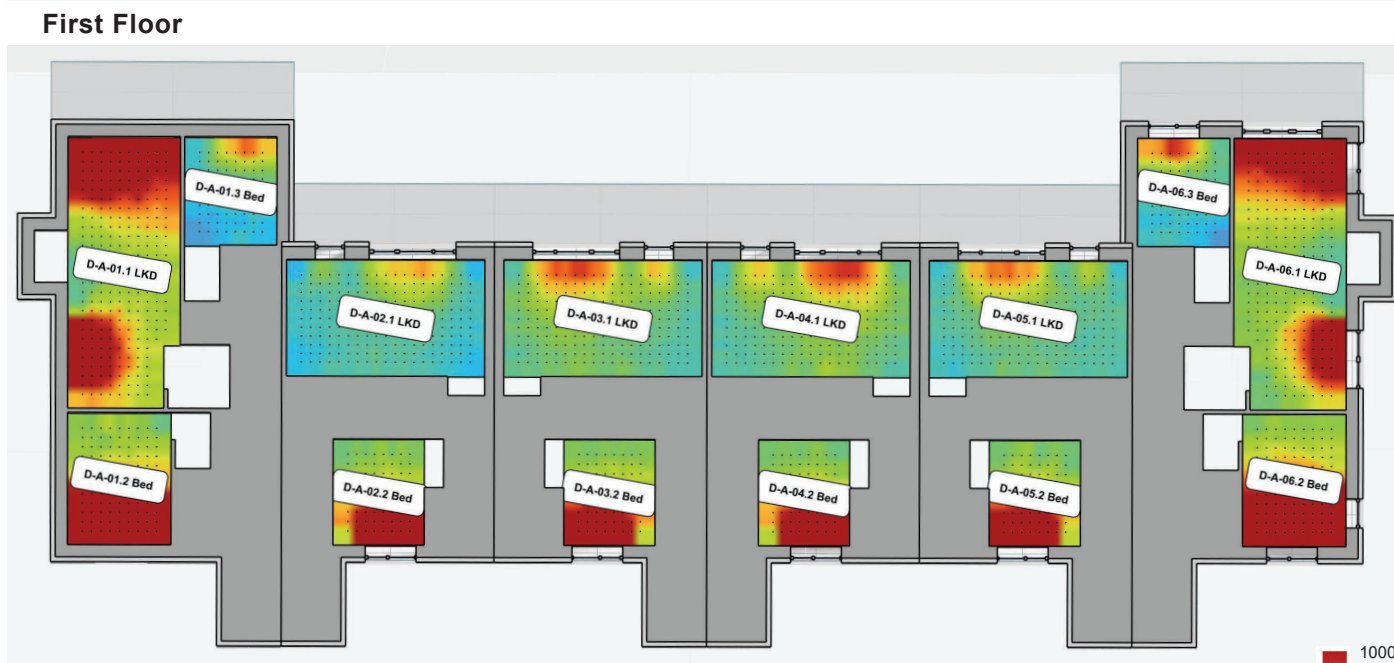 First Floor
D-A-01.3 Bed
D-A-06.3 Bed
D-A-01.1 LKD
D-A-06.1 LKD
D-A-02.1 LKD
D-A-03.1 LKD
D-A-04.1 LKD
D-A-05.1 LKD
D-A-01.2 Bed
D-A-02.2 Bed
D-A-03.2 Bed
D-A-04.2 Bed
D-A-05.2 Bed
D-A-06.2 Bed
1000